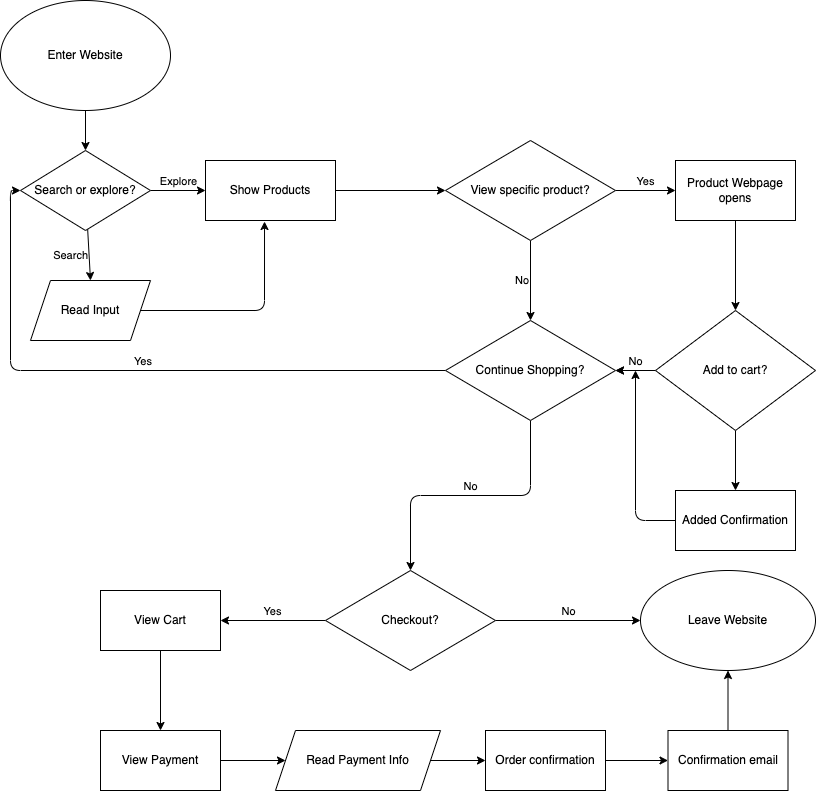 Enter Website
Search or explore?
Explore
Show Products
View specific product?
Yes
Product Webpage
opens
Search
Read Input
No
Yes
Continue Shopping?
No
Add to cart?
No
Added Confirmation
View Cart
Yes
Checkout?
No
Leave Website
View Payment
Read Payment Info
Order confirmation
Confirmation email